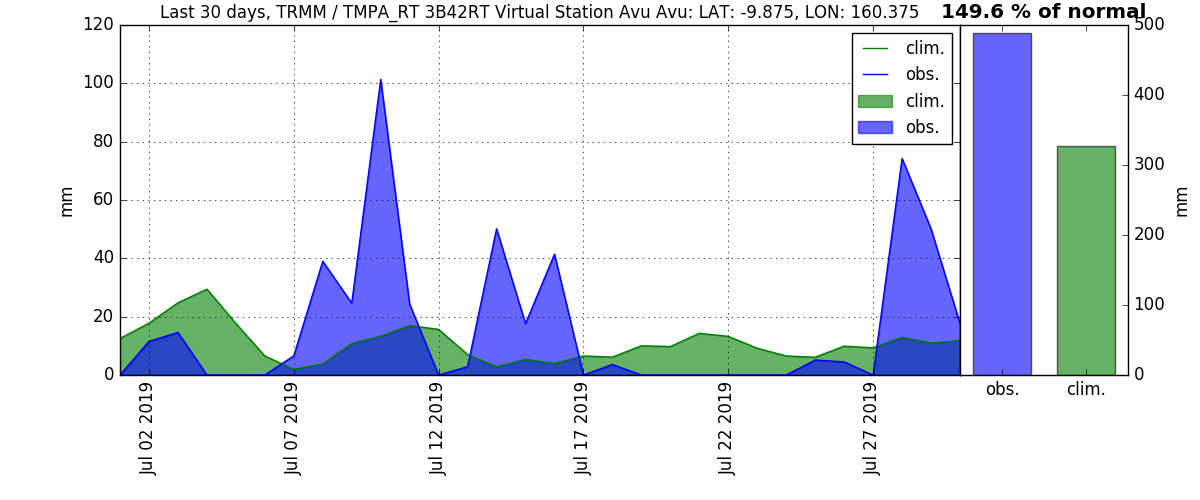 Last 30 days, TRMM / TMPA_RT 3B42RT Virtual Station Avu Avu: LAT: -9.875, LON: 160.375
149.6 % of normal
120
100
80
60
40
20
0
mm
clim.
obs.
clim.
obs.
Jul 02 2019
Jul 07 2019
Jul 12 2019
Jul 17 2019
Jul 22 2019
Jul 27 2019
500
400
300
200
100
0
mm
obs.
clim.